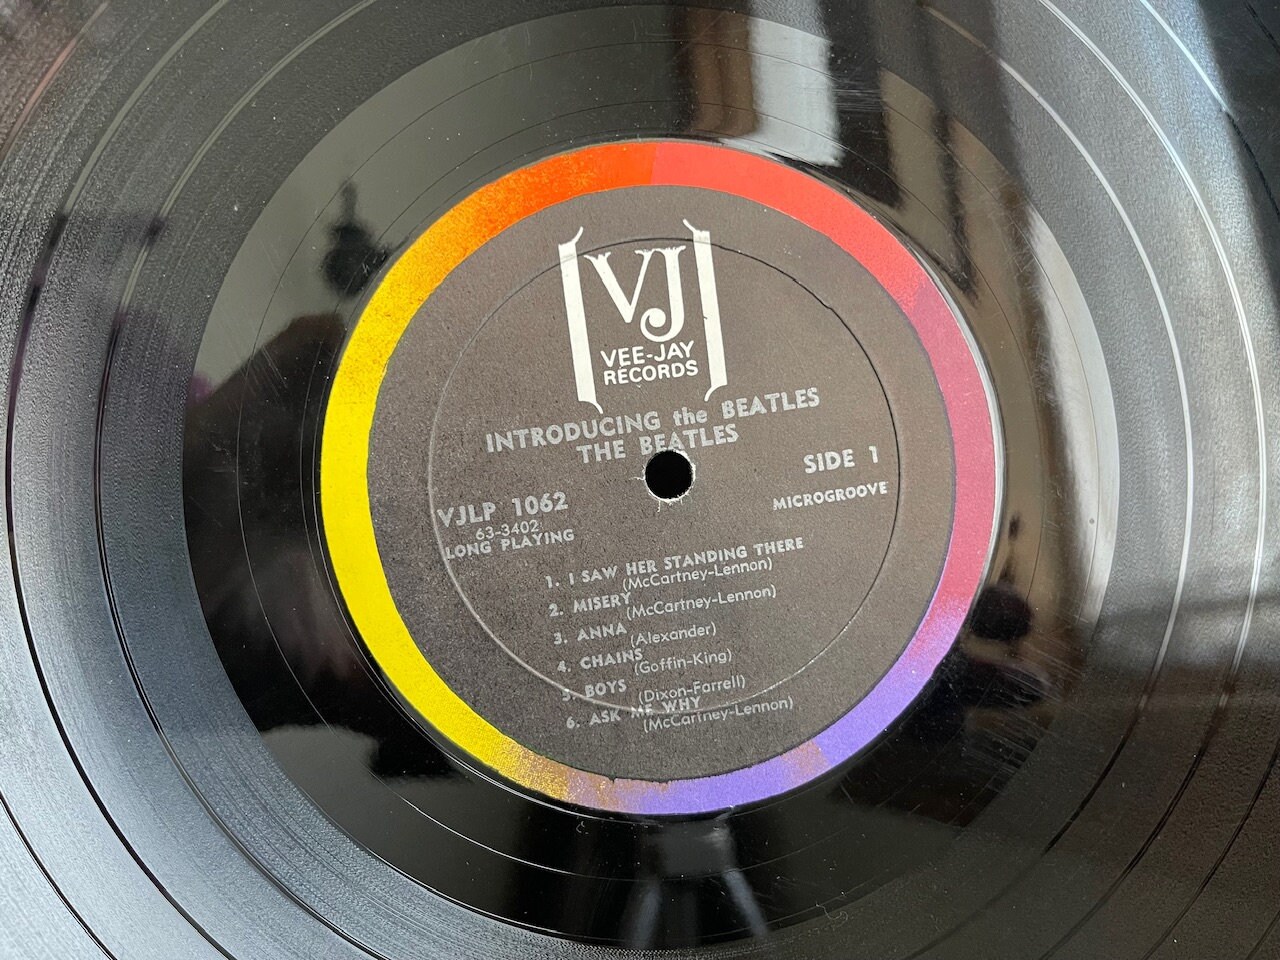 VJ
VEE-JAY
RECORDS
INTRODUCING the BEATLES
THE BEATLES
SIDE 1
VJLP 1062
MICROGROOVE
63-3402
LONG PLAYING
1. I SAW HER STANDING THERE
(McCartney-Lennon)
2. MISERY
(McCartney-Lennon)
3. ANNA
(Alexander)
4. CHAINS
(Goffin-King)
5. BOYS
(Dixon-Farrell)
6. ASK ME WHY
(McCartney-Lennon)